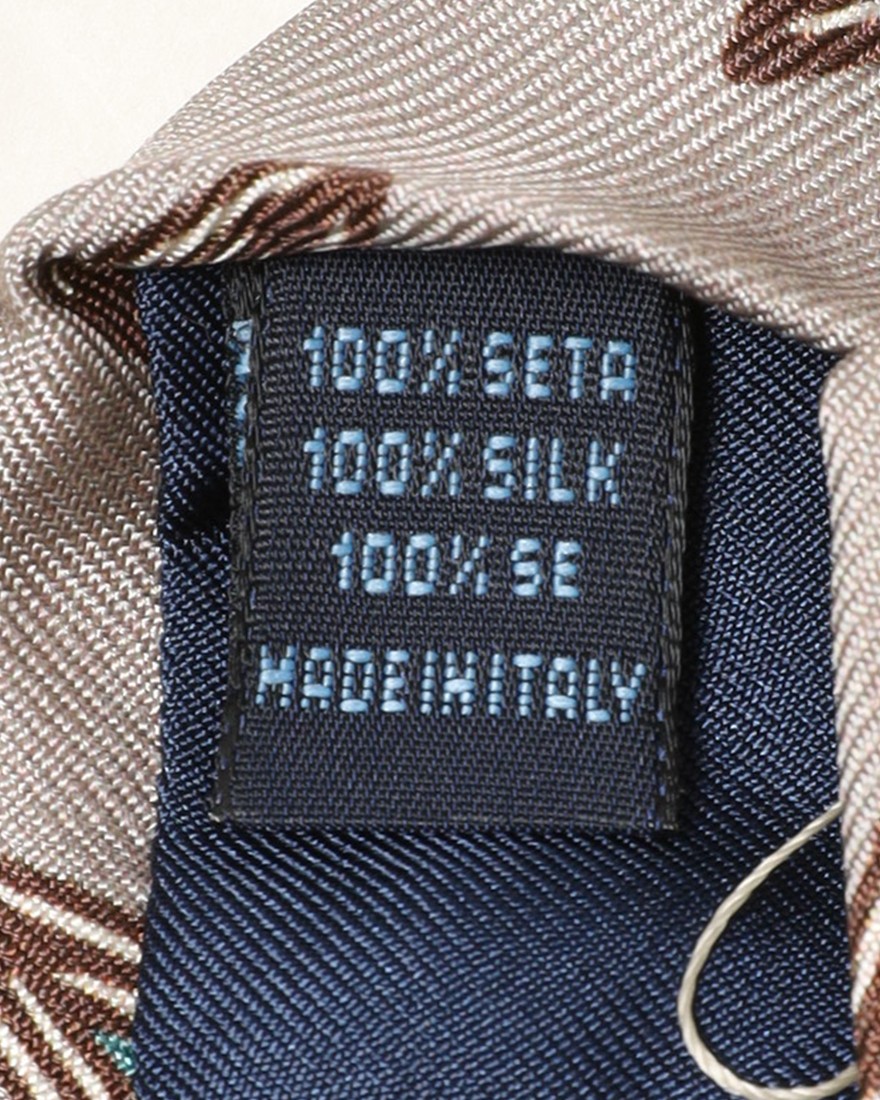 100% SETA
100% SILK
100% SE
MADE IN ITALY